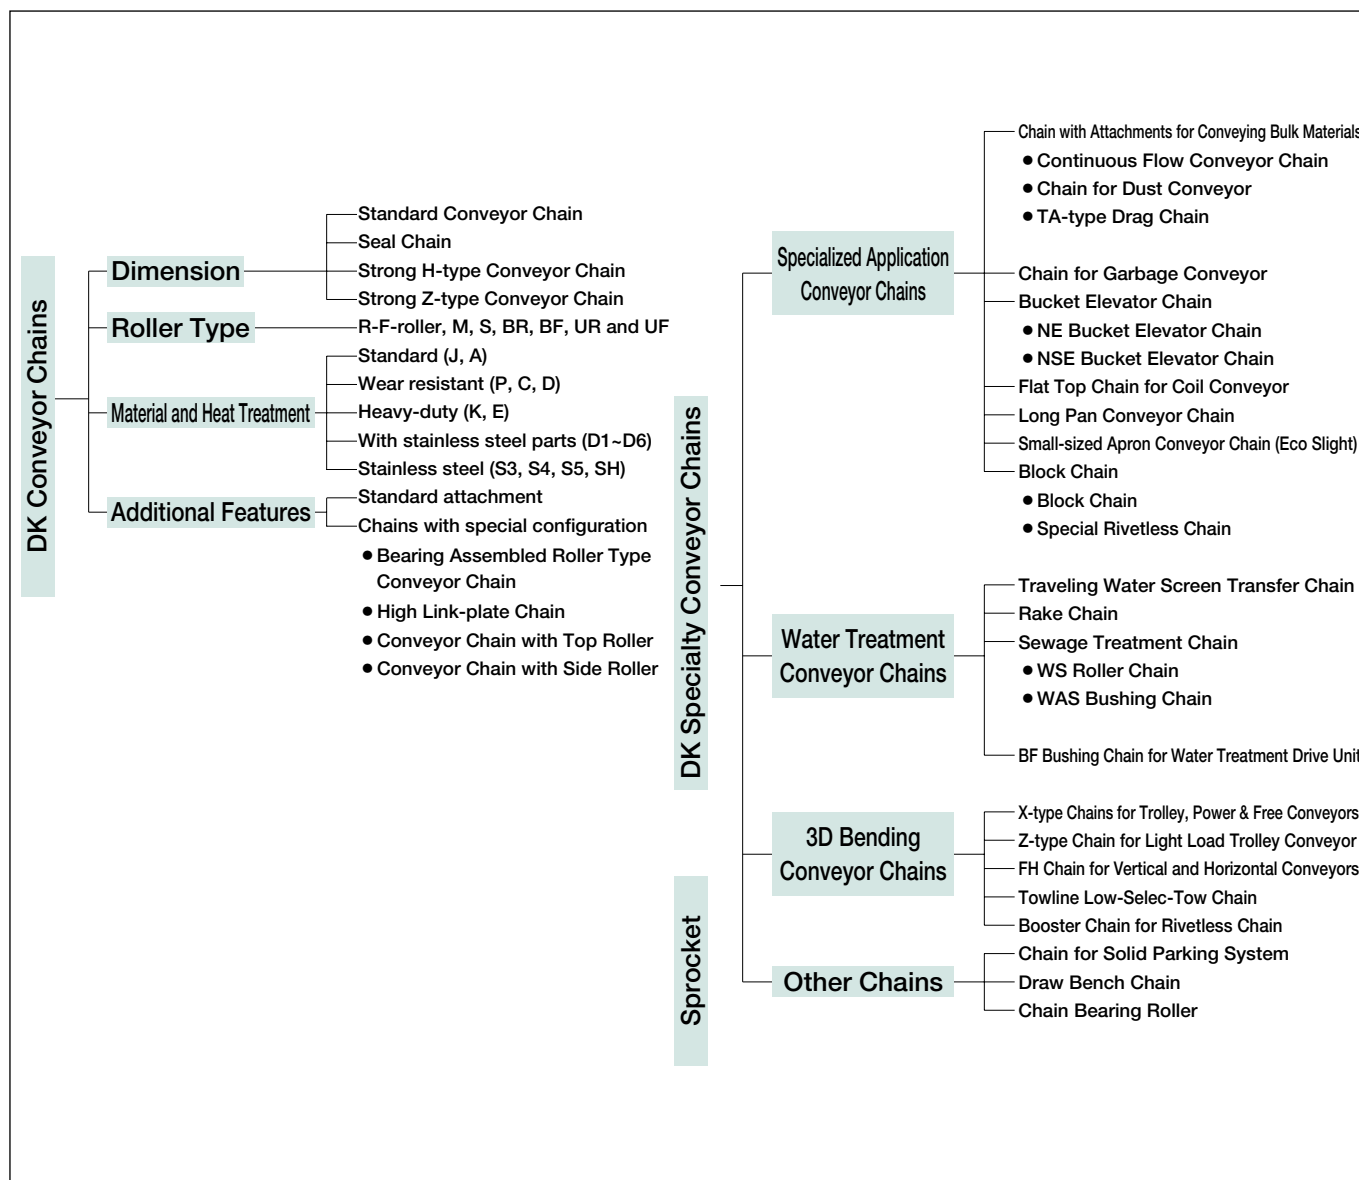 DK Conveyor Chains
Dimension
Standard Conveyor Chain
Seal Chain
Strong H-type Conveyor Chain
Strong Z-type Conveyor Chain
Roller Type
R-F-roller, M, S, BR, BF, UR and UF
Material and Heat Treatment
Standard (J, A)
Wear resistant (P, C, D)
Heavy-duty (K, E)
With stainless steel parts (D1~D6)
Stainless steel (S3, S4, S5, SH)
Additional Features
Standard attachment
Chains with special configuration
● Bearing Assembled Roller Type
Conveyor Chain
● High Link-plate Chain
● Conveyor Chain with Top Roller
● Conveyor Chain with Side Roller
DK Specialty Conveyor Chains
Specialized Application
Conveyor Chains
Chain with Attachments for Conveying Bulk Materials
● Continuous Flow Conveyor Chain
● Chain for Dust Conveyor
● TA-type Drag Chain
Chain for Garbage Conveyor
Bucket Elevator Chain
● NE Bucket Elevator Chain
● NSE Bucket Elevator Chain
Flat Top Chain for Coil Conveyor
Long Pan Conveyor Chain
Small-sized Apron Conveyor Chain (Eco Slight)
Block Chain
● Block Chain
● Special Rivetless Chain
Water Treatment
Conveyor Chains
Traveling Water Screen Transfer Chain
Rake Chain
Sewage Treatment Chain
● WS Roller Chain
● WAS Bushing Chain
BF Bushing Chain for Water Treatment Drive Unit
3D Bending
Conveyor Chains
X-type Chains for Trolley, Power & Free Conveyors
Z-type Chain for Light Load Trolley Conveyor
FH Chain for Vertical and Horizontal Conveyors
Towline Low-Selec-Tow Chain
Booster Chain for Rivetless Chain
Other Chains
Chain for Solid Parking System
Draw Bench Chain
Chain Bearing Roller
Sprocket